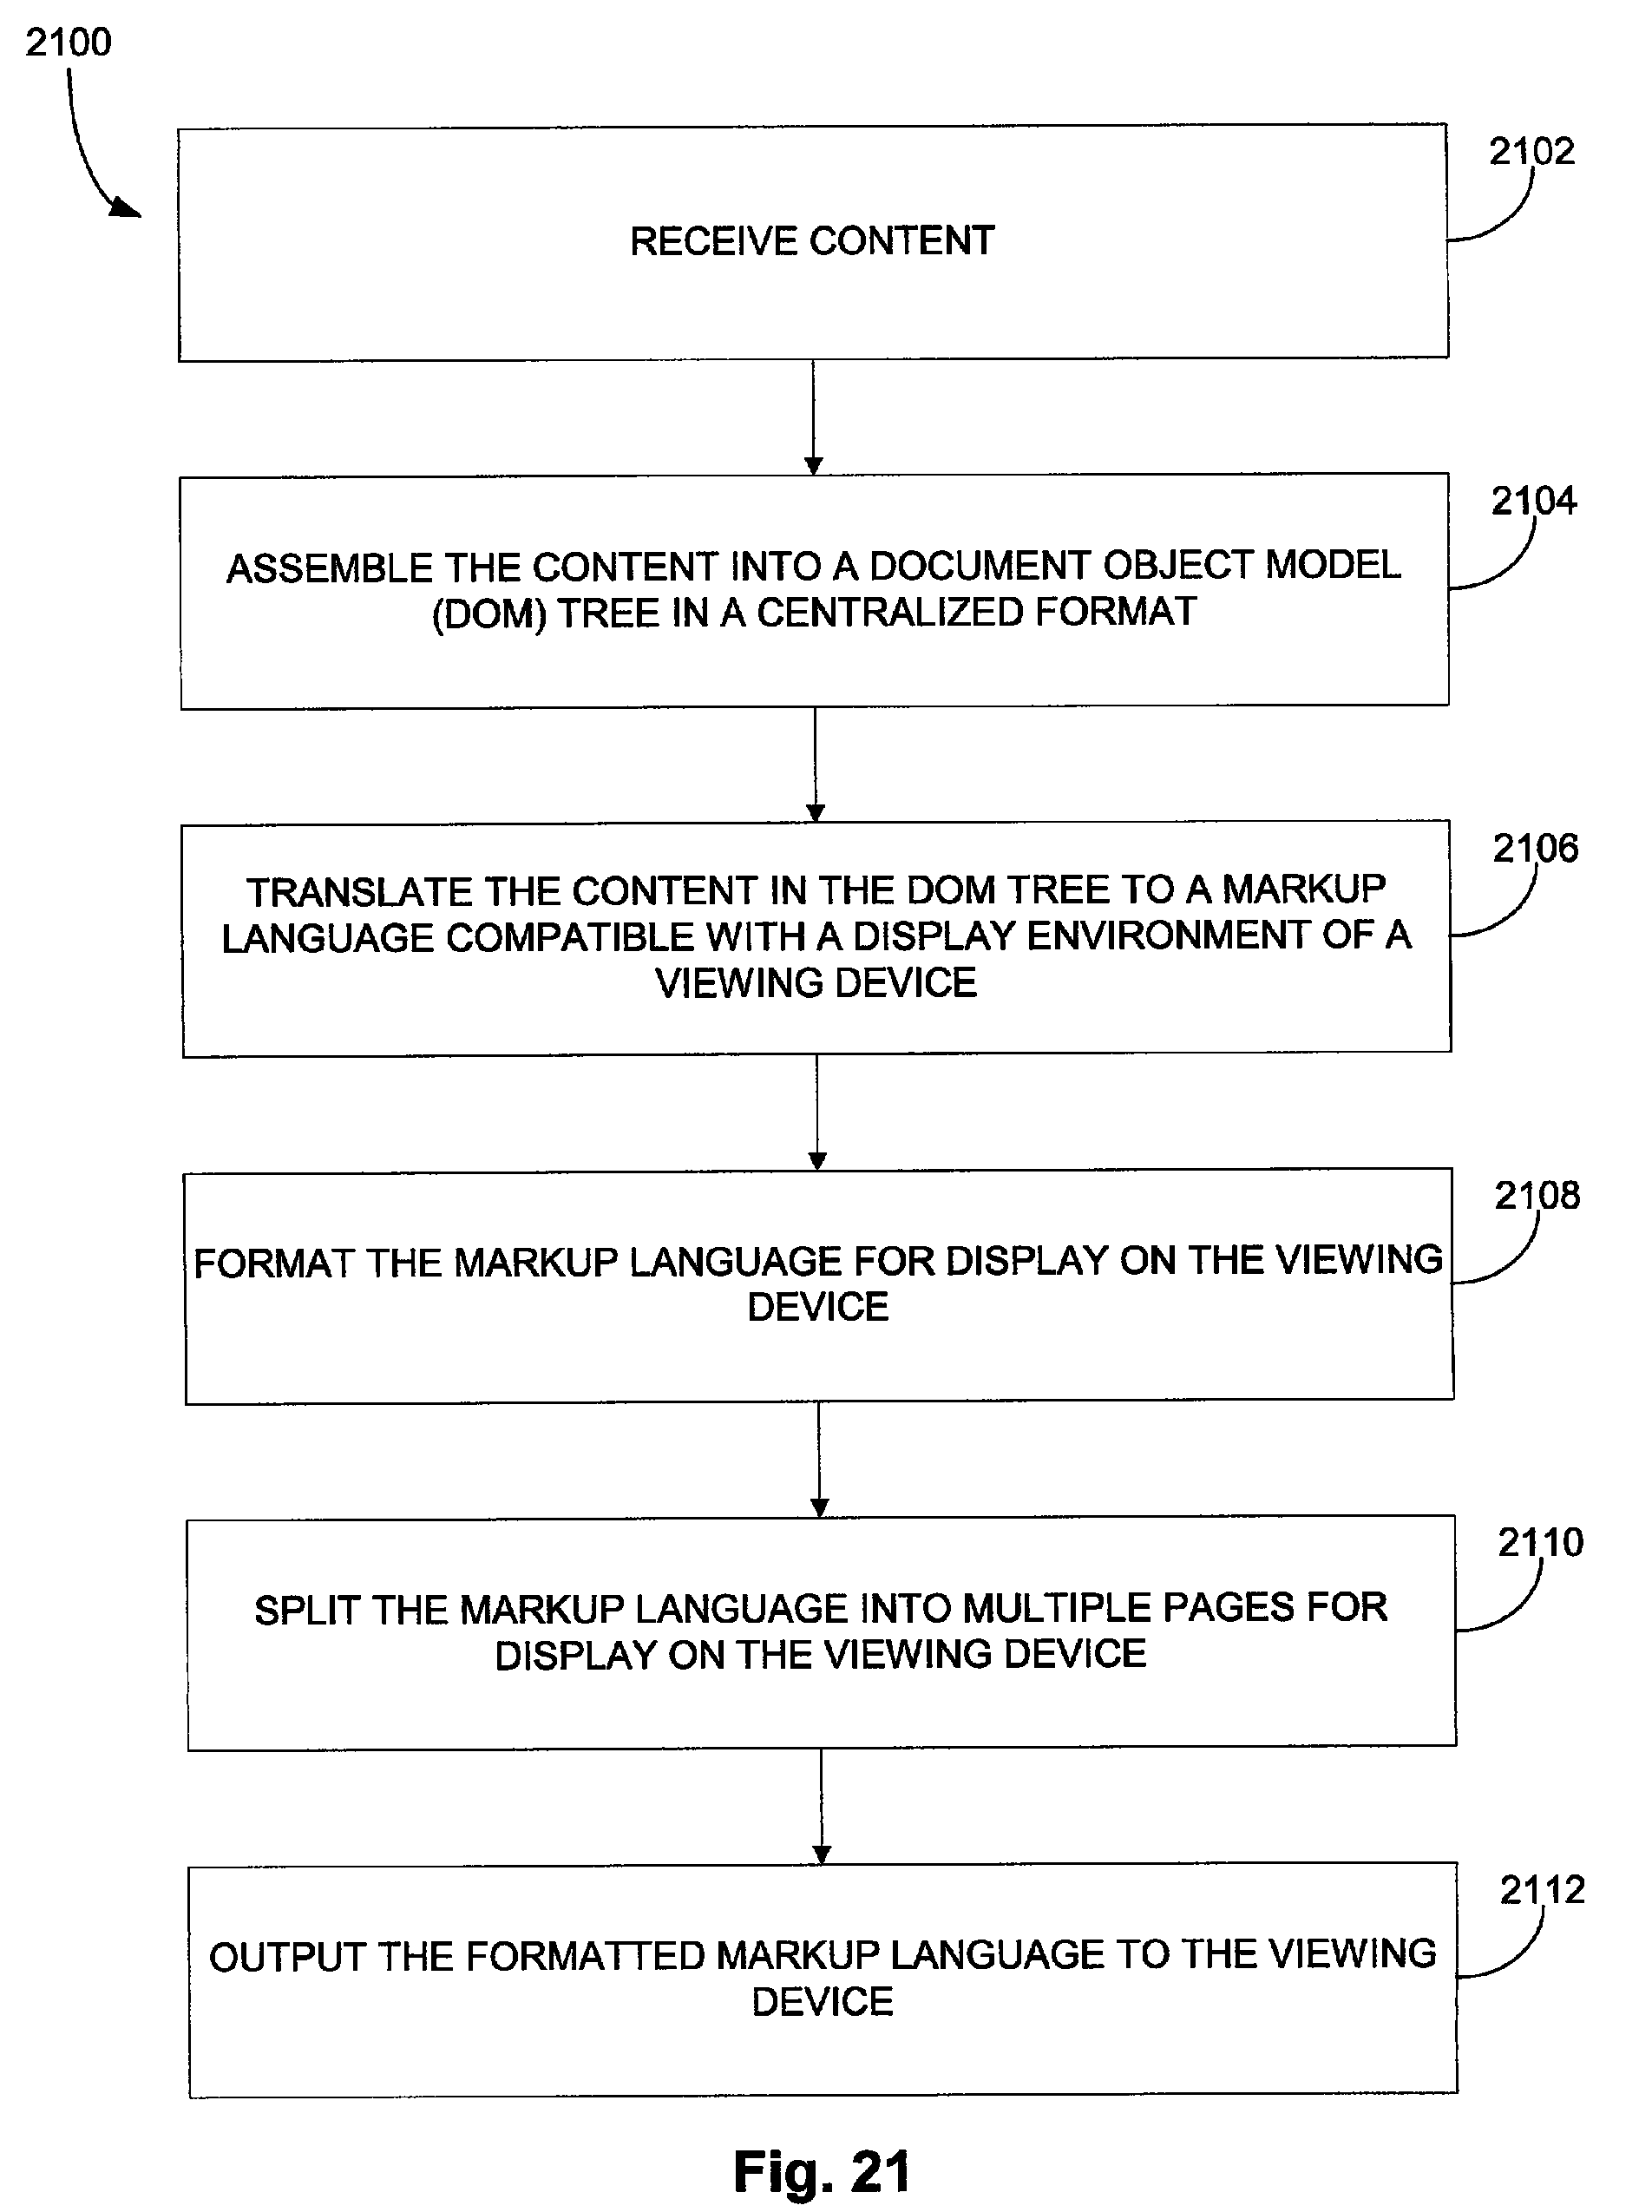 2100
2102
RECEIVE CONTENT
2104
ASSEMBLE THE CONTENT INTO A DOCUMENT OBJECT MODEL
(DOM) TREE IN A CENTRALIZED FORMAT
2106
TRANSLATE THE CONTENT IN THE DOM TREE TO A MARKUP
LANGUAGE COMPATIBLE WITH A DISPLAY ENVIRONMENT OF A
VIEWING DEVICE
2108
FORMAT THE MARKUP LANGUAGE FOR DISPLAY ON THE VIEWING
DEVICE
2110
SPLIT THE MARKUP LANGUAGE INTO MULTIPLE PAGES FOR
DISPLAY ON THE VIEWING DEVICE
2112
OUTPUT THE FORMATTED MARKUP LANGUAGE TO THE VIEWING
DEVICE
Fig. 21